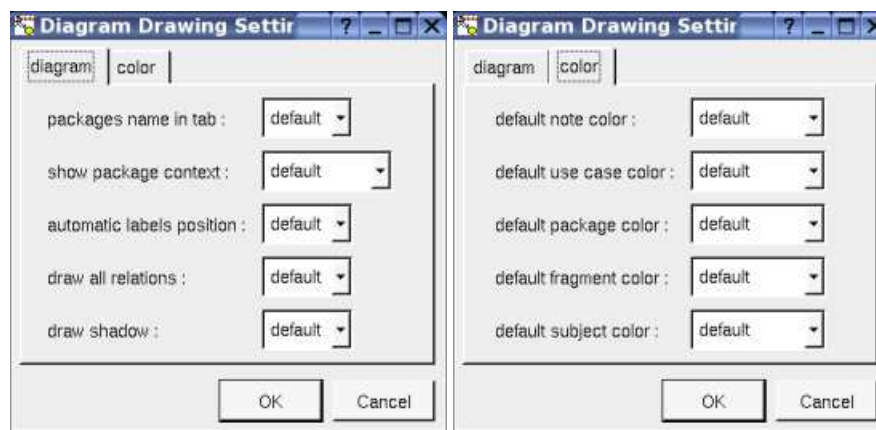 Diagram Drawing Settir ? _ □ X
diagram color
packages name in tab : default
show package context : default
automatic labels position : default
draw all relations : default
draw shadow : default
OK Cancel
Diagram Drawing Settir ? _ □ X
diagram color
default note color : default
default use case color : default
default package color : default
default fragment color : default
default subject color : default
OK Cancel